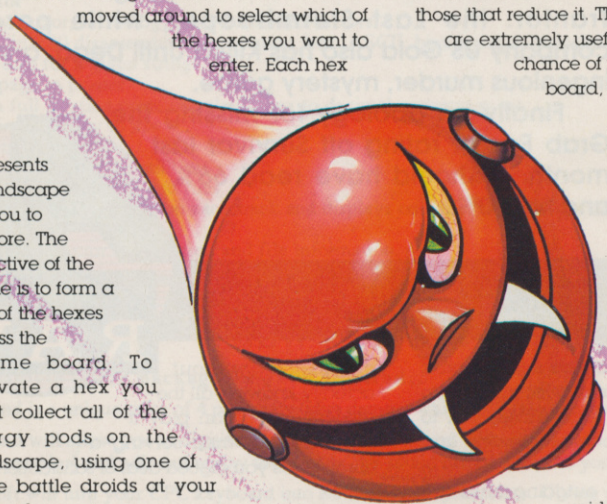 moved around to select which of
the hexes you want to
enter. Each hex
esents
ndscape
ou to
ore. The
ctive of the
e is to form a
of the hexes
ss the
me board. To
vate a hex you
t collect all of the
rgy pods on the
dscape, using one of
e battle droids at your
those that reduce it. T
are extremely usef
chance of
board,